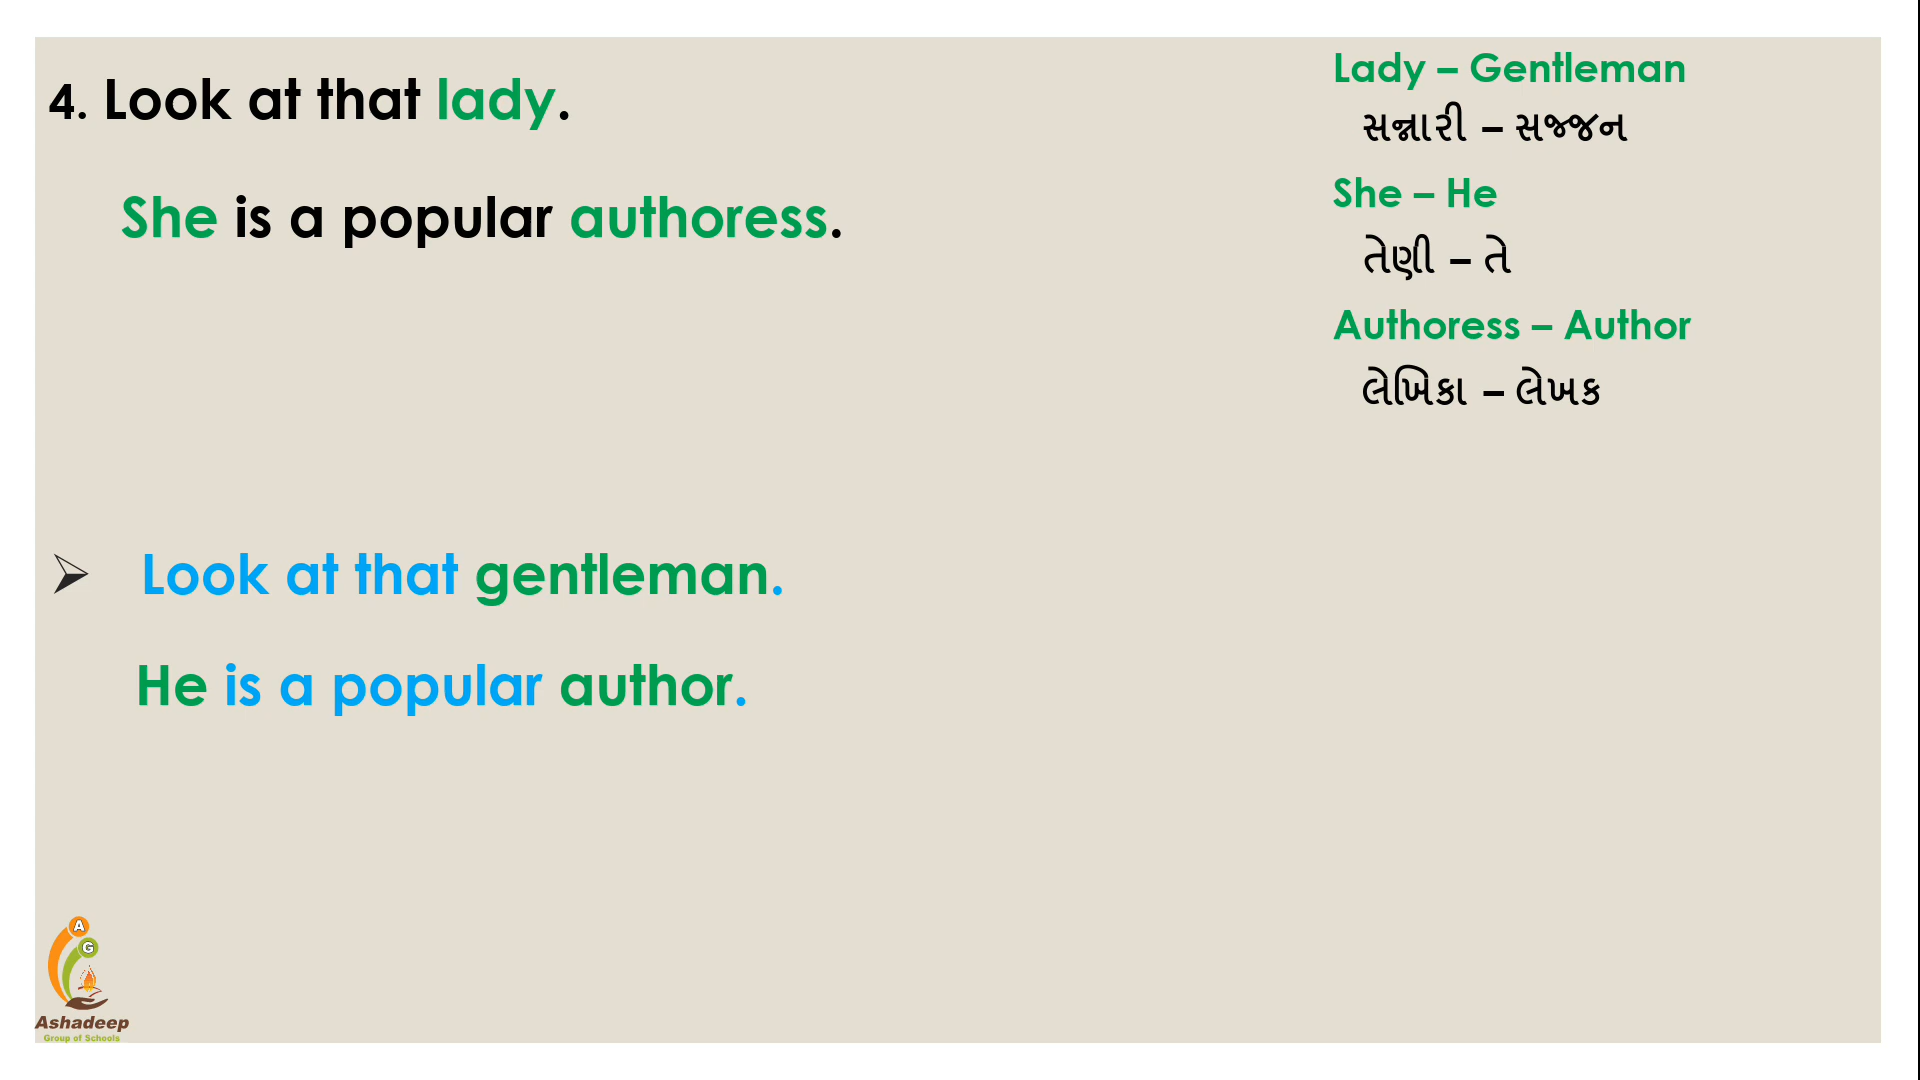 4. Look at that lady.
She is a popular authoress.
Lady – Gentleman
સન્નારી – સજ્જન
She – He
તેણી – તે
Authoress – Author
લેખિકા – લેખક
➢ Look at that gentleman.
He is a popular author.
A
G
Ashadeep
Group of Schools